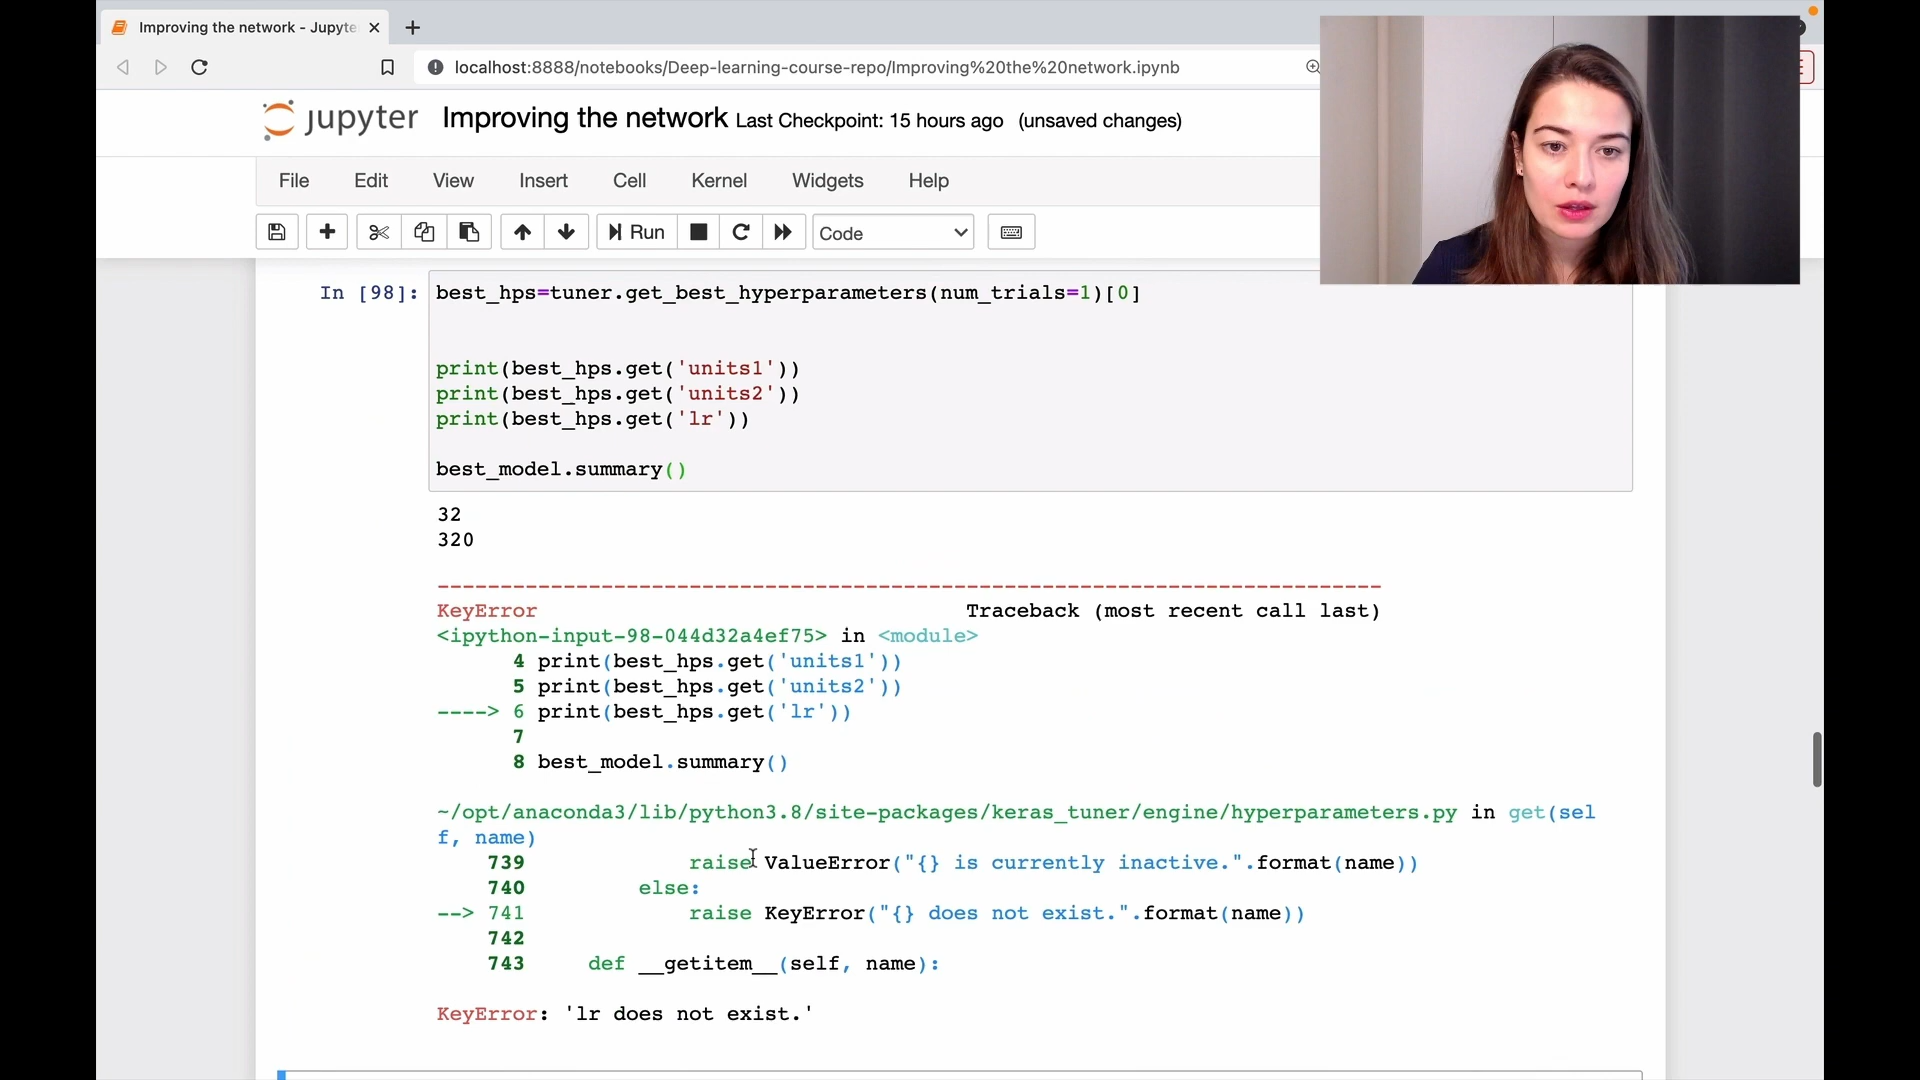 Improving the network - Jupyte
localhost:8888/notebooks/Deep-learning-course-repo/Improving%20the%20network.ipynb
jupyter Improving the network Last Checkpoint: 15 hours ago (unsaved changes)
File Edit View Insert Cell Kernel Widgets Help
Run Code
In [98]: best_hps=tuner.get_best_hyperparameters(num_trials=1)[0]
print(best_hps.get('units1'))
print(best_hps.get('units2'))
print(best_hps.get('lr'))
best_model.summary()
32
320
---------------------------------------------------------------------------
KeyError Traceback (most recent call last)
<ipython-input-98-044d32a4ef75> in <module>
4 print(best_hps.get('units1'))
5 print(best_hps.get('units2'))
----> 6 print(best_hps.get('lr'))
7
8 best_model.summary()
~/opt/anaconda3/lib/python3.8/site-packages/keras_tuner/engine/hyperparameters.py in get(sel
f, name)
739 raise ValueError("{} is currently inactive.".format(name))
740 else:
--> 741 raise KeyError("{} does not exist.".format(name))
742
743 def __getitem__(self, name):
KeyError: 'lr does not exist.'